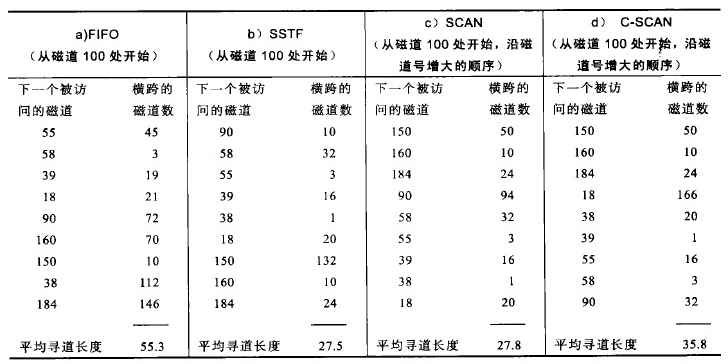 a)FIFO b) SSTF c) SCAN d) C-SCAN
(从磁道 100 处开始) (从磁道 100 处开始) (从磁道 100 处开始，沿磁道号增大的顺序) (从磁道 100 处开始，沿磁道号增大的顺序)
下一个被访 横跨的 下一个被访 横跨的 下一个被访 横跨的 下一个被访 横跨的
问的磁道 磁道数 问的磁道 磁道数 问的磁道 磁道数 问的磁道 磁道数
55 45 90 10 150 50 150 50
58 3 58 32 160 10 160 10
39 19 55 3 184 24 184 24
18 21 39 16 90 94 18 166
90 72 38 1 58 32 38 20
160 70 18 20 55 3 39 1
150 10 150 132 39 16 55 16
38 112 160 10 38 1 58 3
184 146 184 24 18 20 90 32
平均寻道长度 55.3 平均寻道长度 27.5 平均寻道长度 27.8 平均寻道长度 35.8